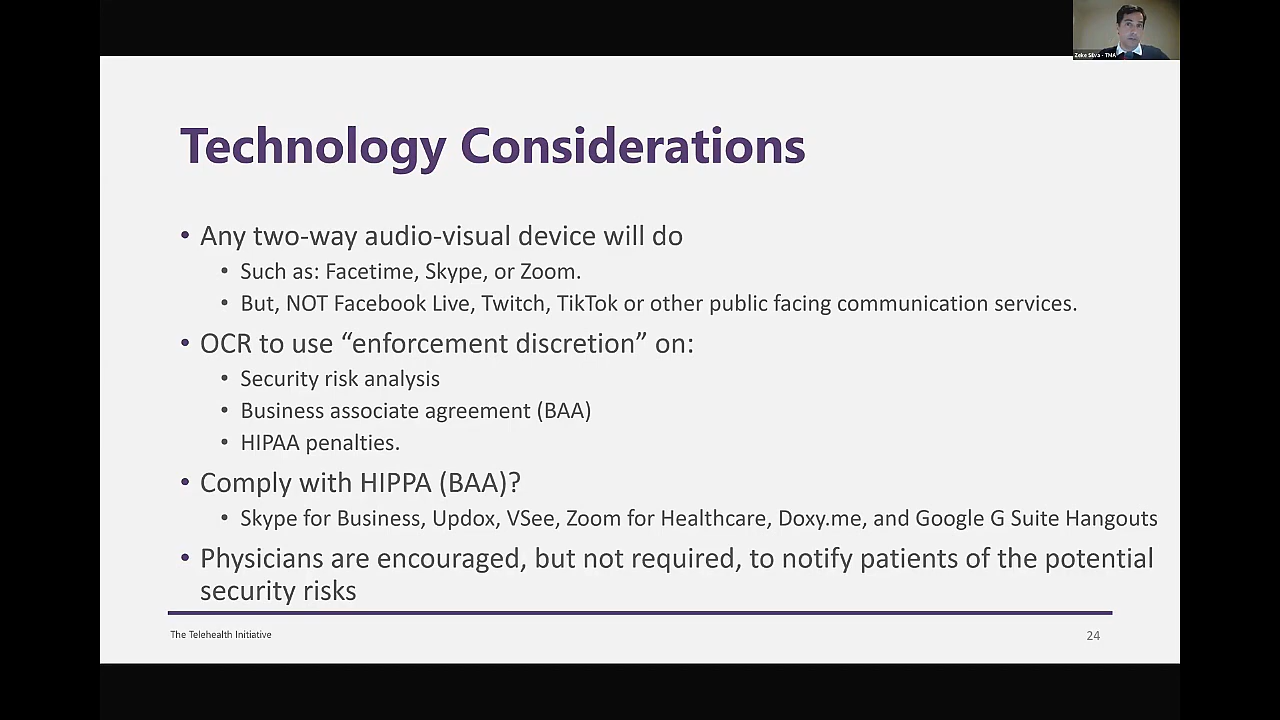 Zeke Silva - TMA
Technology Considerations
• Any two-way audio-visual device will do
• Such as: Facetime, Skype, or Zoom.
• But, NOT Facebook Live, Twitch, TikTok or other public facing communication services.
• OCR to use “enforcement discretion” on:
• Security risk analysis
• Business associate agreement (BAA)
• HIPAA penalties.
• Comply with HIPPA (BAA)?
• Skype for Business, Updox, VSee, Zoom for Healthcare, Doxy.me, and Google G Suite Hangouts
• Physicians are encouraged, but not required, to notify patients of the potential
security risks
The Telehealth Initiative
24